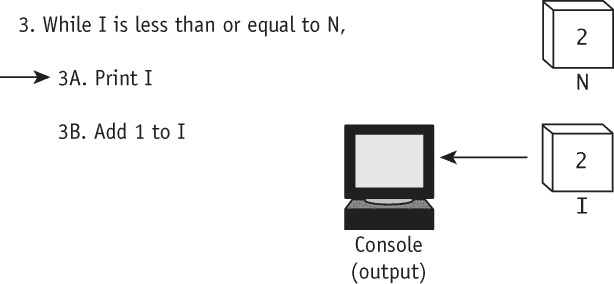 3. While I is less than or equal to N,
3A. Print I
3B. Add 1 to I
2
N
2
I
Console
(output)